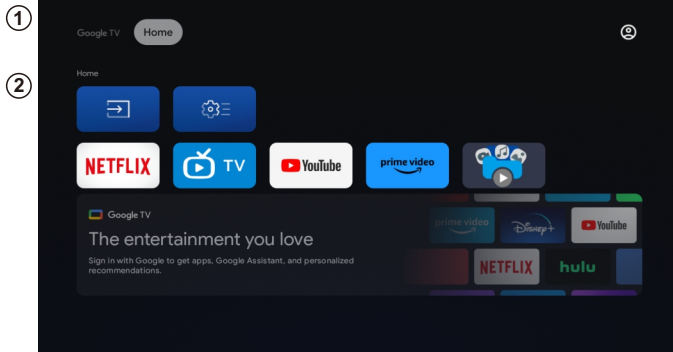 1
Google TV Home
2
Home
NETFLIX TV YouTube prime video
Google TV
The entertainment you love
Sign in with Google to get apps, Google Assistant, and personalized
recommendations.
prime video Disney+ YouTube
NETFLIX hulu